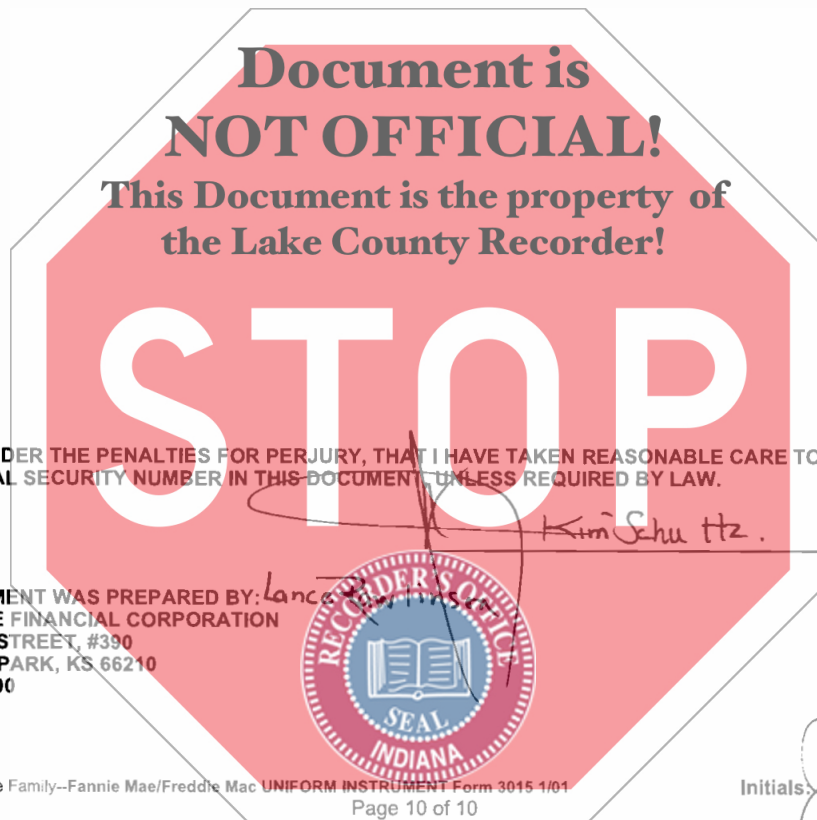 Document is
NOT OFFICIAL!
This Document is the property of
the Lake County Recorder!
STOP
DER THE PENALTIES FOR PERJURY, THAT I HAVE TAKEN REASONABLE CARE TO
L SECURITY NUMBER IN THIS DOCUMENT, UNLESS REQUIRED BY LAW.
Kim Schultz.
MENT WAS PREPARED BY: Lance
E FINANCIAL CORPORATION
STREET, #390
PARK, KS 66210
00
RECORDER'S OFFICE
SEAL
INDIANA
e Family--Fannie Mae/Freddie Mac UNIFORM INSTRUMENT Form 3015 1/01
Initials:
Page 10 of 10